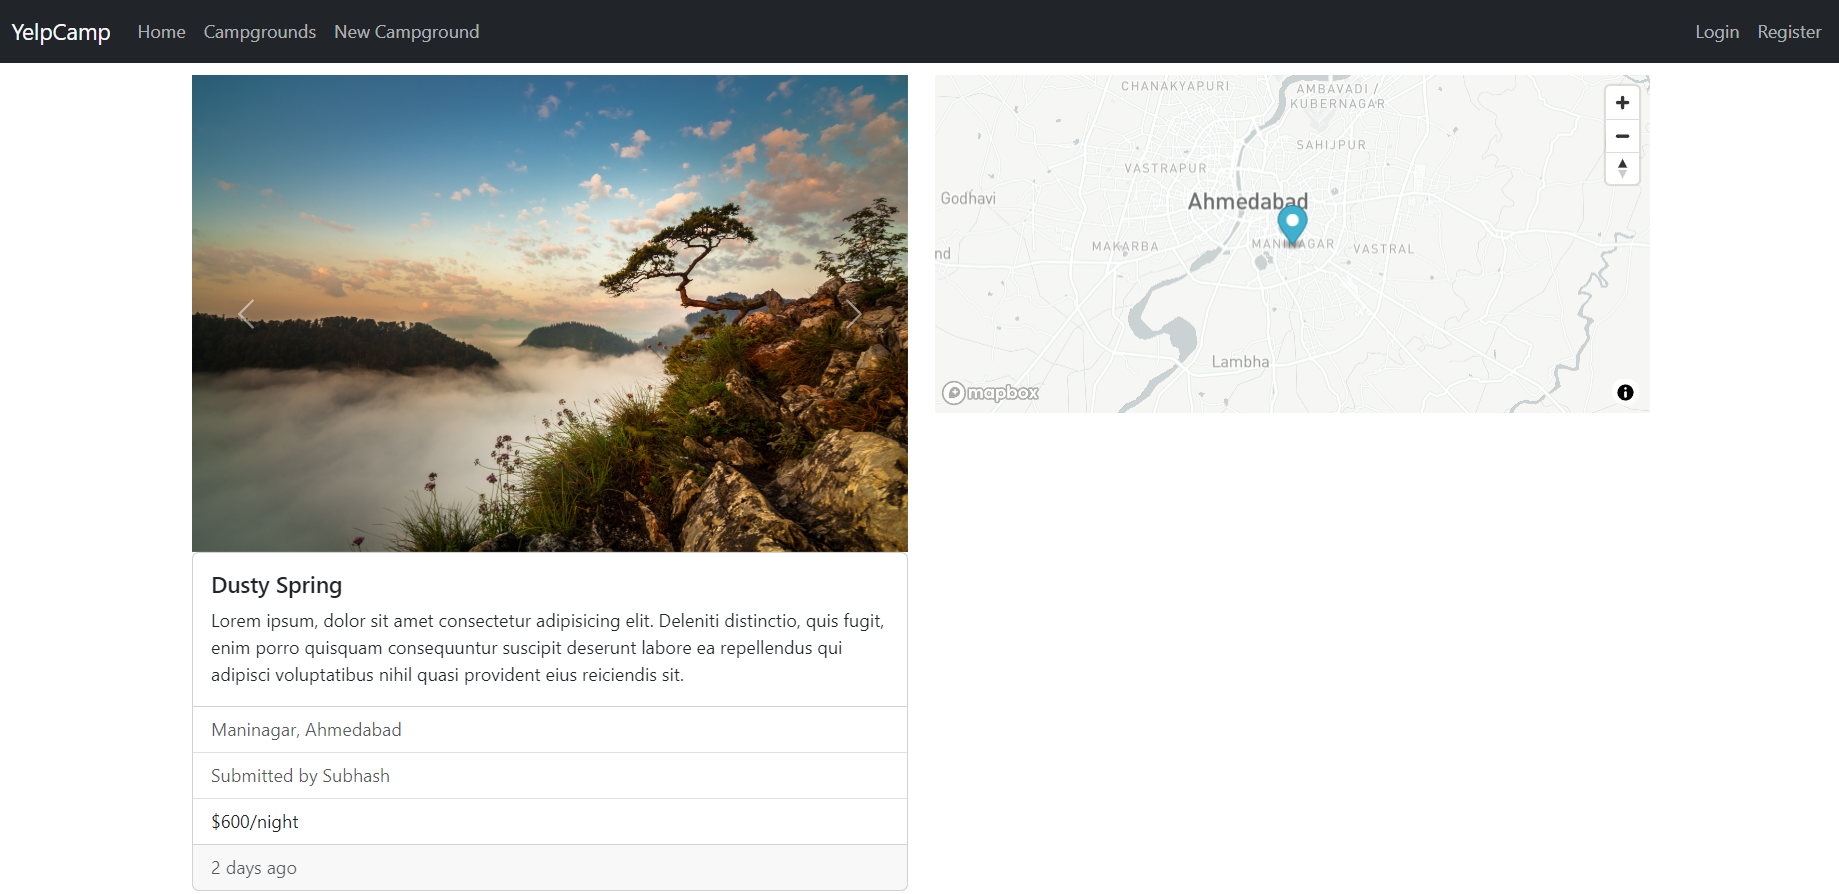 YelpCamp Home Campgrounds New Campground Login Register
CHANAKYAPURI
AMBAVADI /
KUBERNAGAR
SAHIJPUR
VASTRAPUR
Godhavi
Ahmedabad
MAKARBA
MANINAGAR
VASTRAL
nd
Lambha
mapbox
Dusty Spring
Lorem ipsum, dolor sit amet consectetur adipisicing elit. Deleniti distinctio, quis fugit,
enim porro quisquam consequuntur suscipit deserunt labore ea repellendus qui
adipisci voluptatibus nihil quasi provident eius reiciendis sit.
Maninagar, Ahmedabad
Submitted by Subhash
$600/night
2 days ago